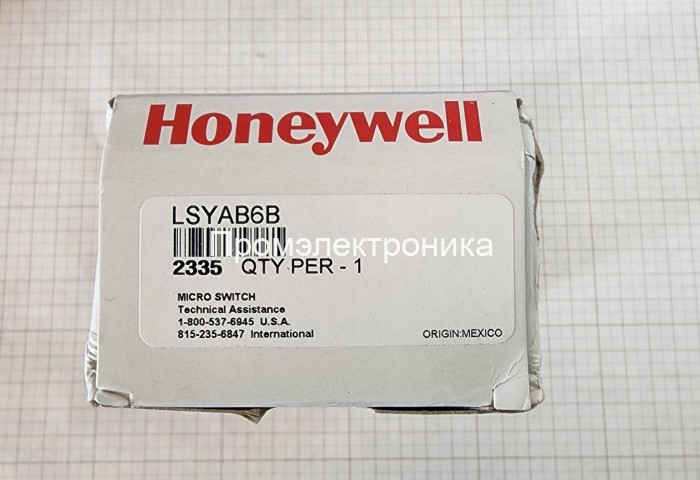 Honeywell
LSYAB6B
Промэлектроника
2335 QTY PER - 1
MICRO SWITCH
Technical Assistance
1-800-537-6945 U.S.A.
815-235-6847 International
ORIGIN:MEXICO